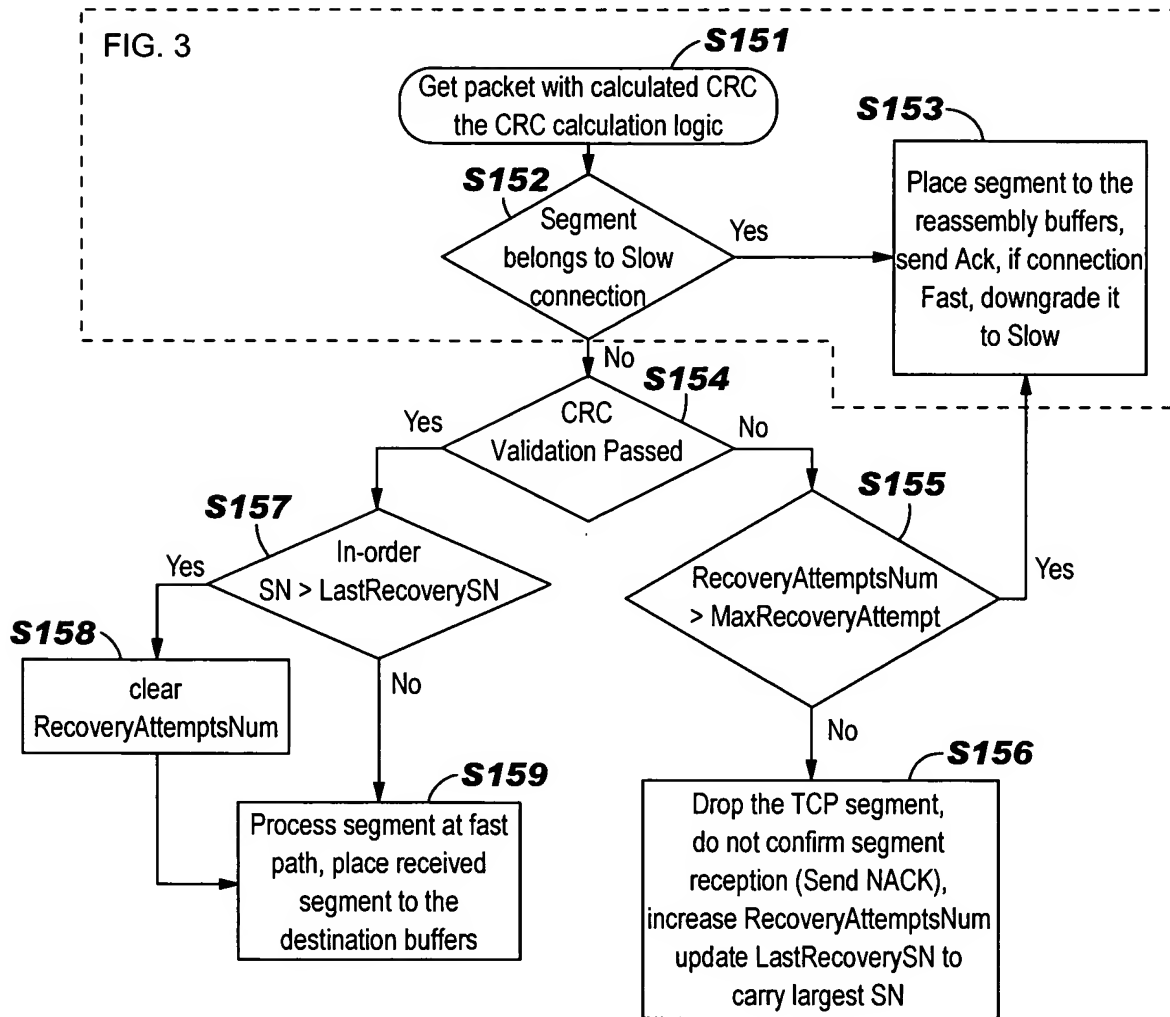 FIG. 3
S151
Get packet with calculated CRC
the CRC calculation logic
S152
Segment
belongs to Slow
connection
Yes
S153
Place segment to the
reassembly buffers,
send Ack, if connection
Fast, downgrade it
to Slow
No
S154
CRC
Validation Passed
Yes
No
S157
In-order
SN > LastRecoverySN
Yes
No
S155
RecoveryAttemptsNum
> MaxRecoveryAttempt
Yes
No
S158
clear
RecoveryAttemptsNum
S159
Process segment at fast
path, place received
segment to the
destination buffers
S156
Drop the TCP segment,
do not confirm segment
reception (Send NACK),
increase RecoveryAttemptsNum
update LastRecoverySN to
carry largest SN